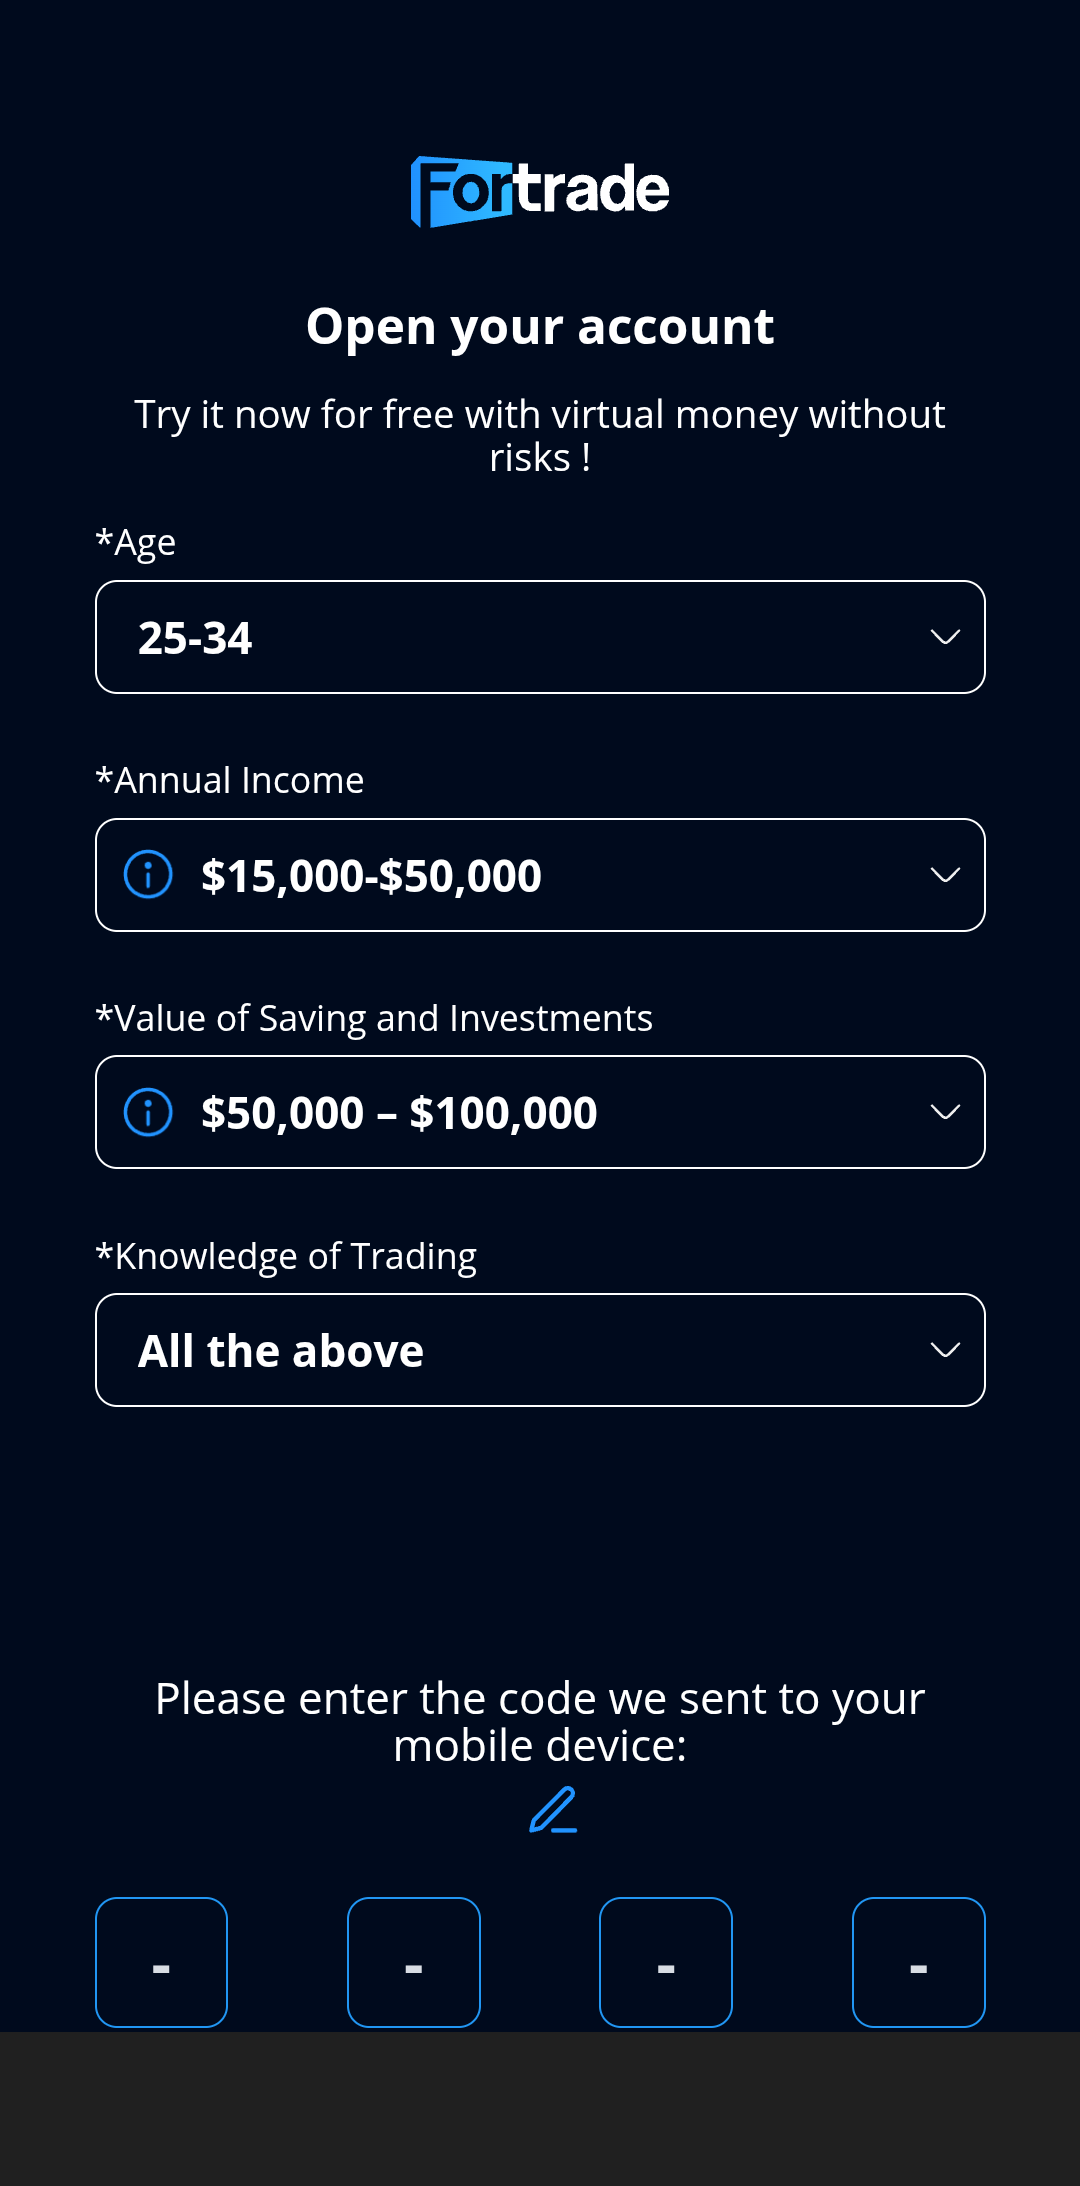 Fortrade
Open your account
Try it now for free with virtual money without
risks !
*Age
25-34
*Annual Income
$15,000-$50,000
*Value of Saving and Investments
$50,000 – $100,000
*Knowledge of Trading
All the above
Please enter the code we sent to your
mobile device:
- - - -